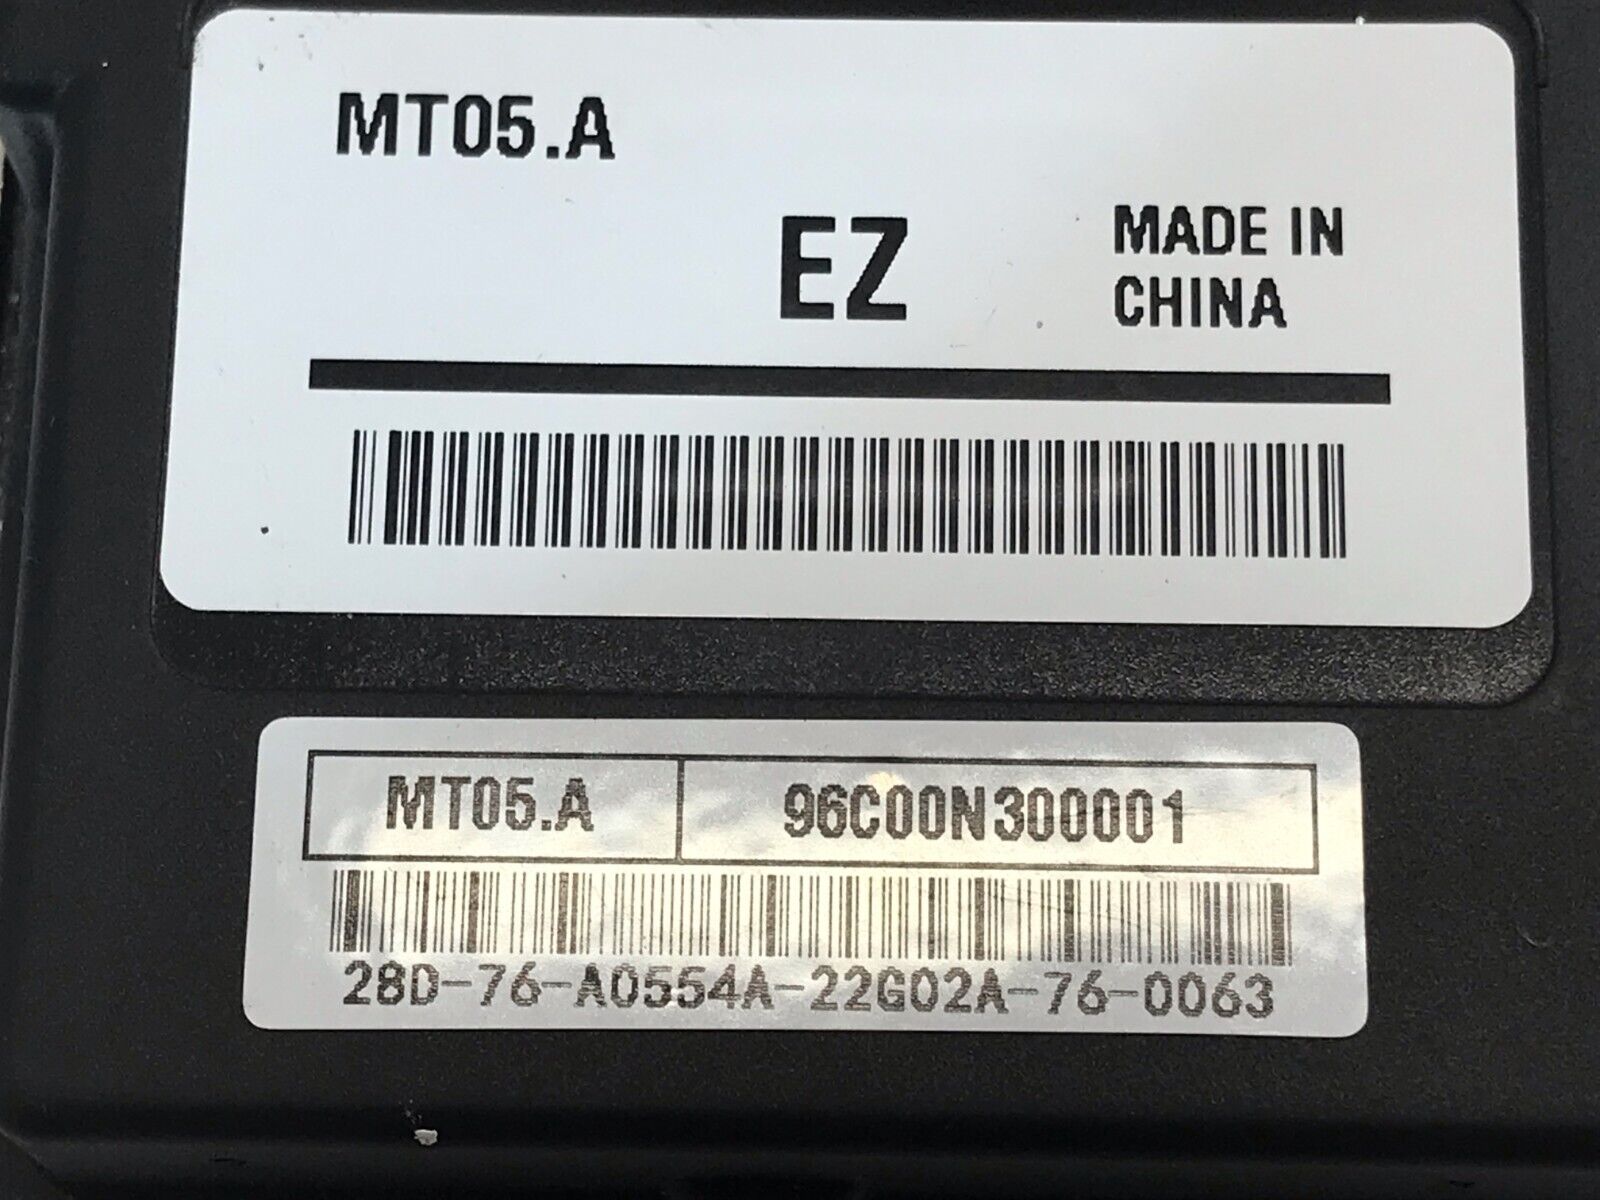 MT05.A
EZ
MADE IN
CHINA
MT05.A
96C00N300001
28D-76-A0554A-22G02A-76-0063